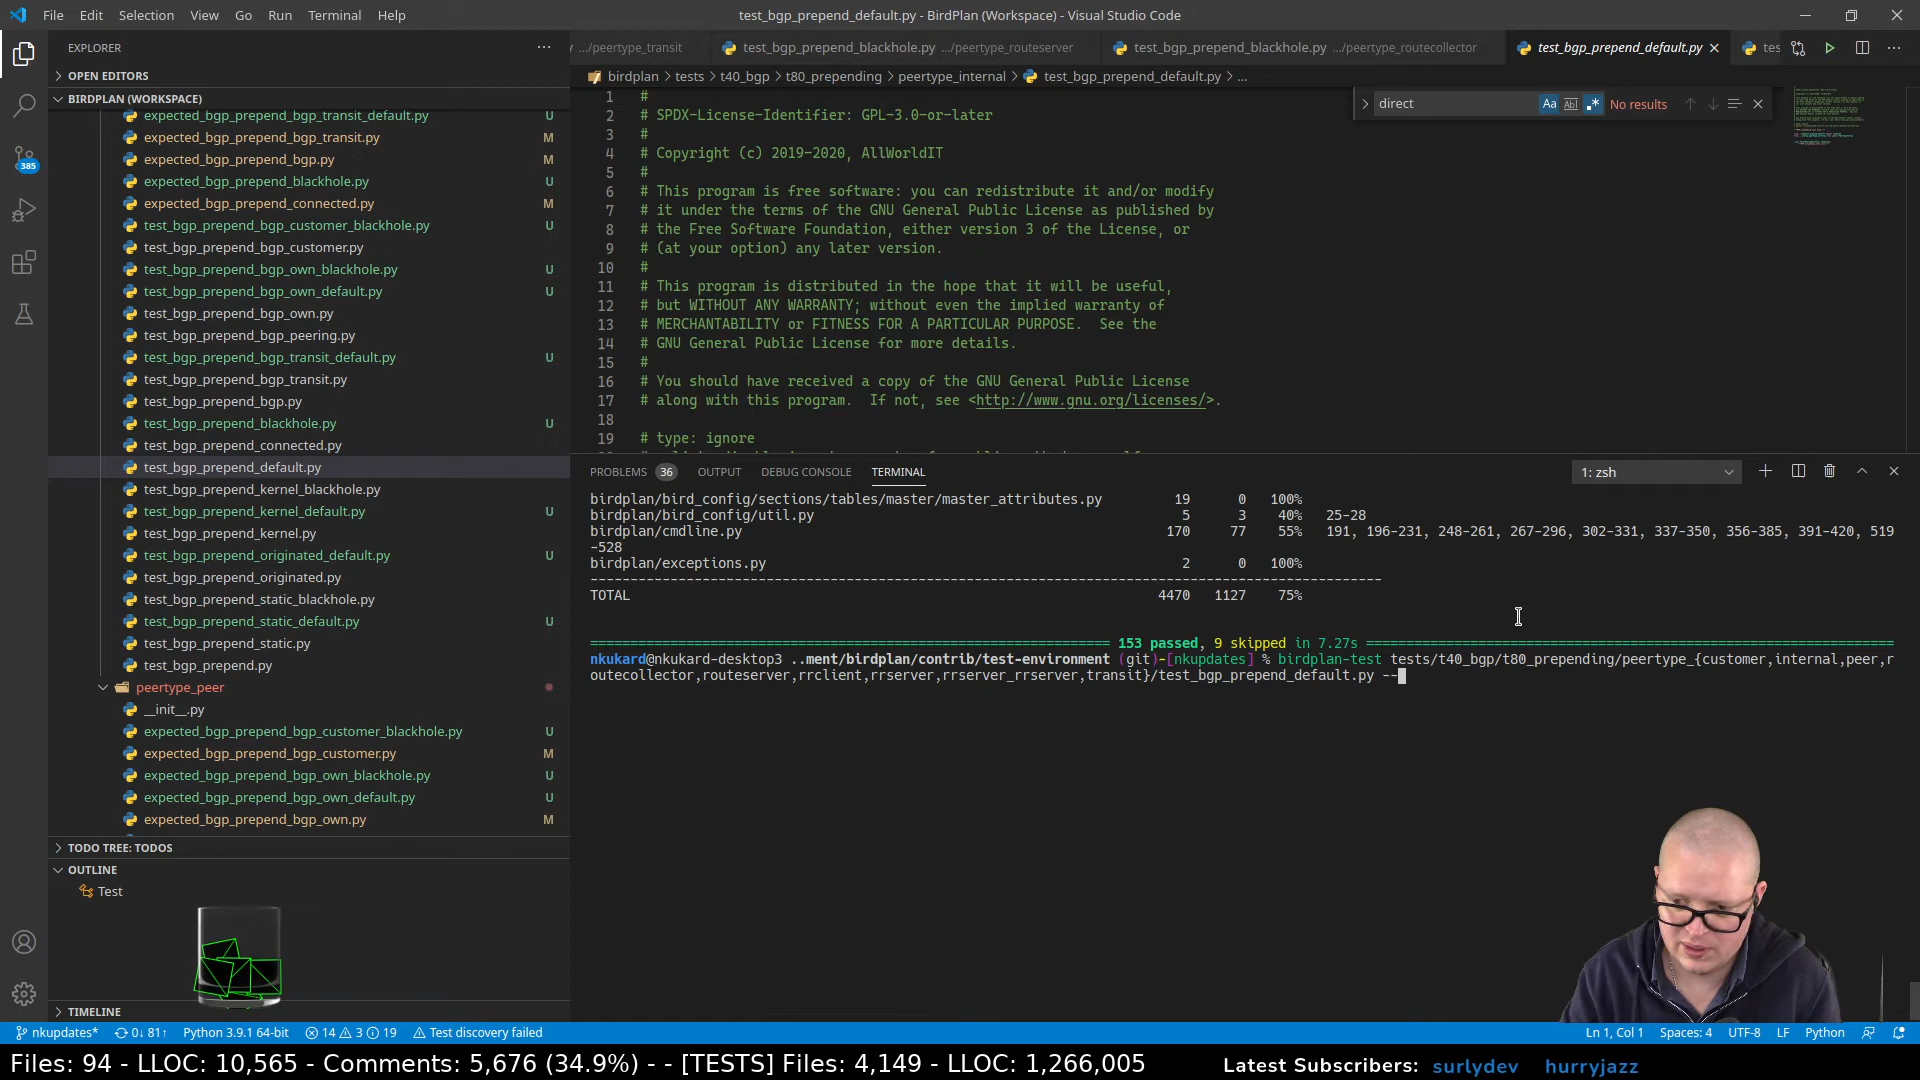 File Edit Selection View Go Run Terminal Help
test_bgp_prepend_default.py - BirdPlan (Workspace) - Visual Studio Code
EXPLORER
OPEN EDITORS
BIRDPLAN (WORKSPACE)
expected_bgp_prepend_bgp_transit_default.py U
expected_bgp_prepend_bgp_transit.py M
expected_bgp_prepend_bgp.py M
expected_bgp_prepend_blackhole.py U
expected_bgp_prepend_connected.py M
test_bgp_prepend_bgp_customer_blackhole.py U
test_bgp_prepend_bgp_customer.py
test_bgp_prepend_bgp_own_blackhole.py U
test_bgp_prepend_bgp_own_default.py U
test_bgp_prepend_bgp_own.py
test_bgp_prepend_bgp_peering.py
test_bgp_prepend_bgp_transit_default.py U
test_bgp_prepend_bgp_transit.py
test_bgp_prepend_bgp.py
test_bgp_prepend_blackhole.py U
test_bgp_prepend_connected.py
test_bgp_prepend_default.py
test_bgp_prepend_kernel_blackhole.py
test_bgp_prepend_kernel_default.py U
test_bgp_prepend_kernel.py
test_bgp_prepend_originated_default.py U
test_bgp_prepend_originated.py
test_bgp_prepend_static_blackhole.py
test_bgp_prepend_static_default.py U
test_bgp_prepend_static.py
test_bgp_prepend.py
peertype_peer
__init__.py
expected_bgp_prepend_bgp_customer_blackhole.py U
expected_bgp_prepend_bgp_customer.py M
expected_bgp_prepend_bgp_own_blackhole.py U
expected_bgp_prepend_bgp_own_default.py U
expected_bgp_prepend_bgp_own.py M
TODO TREE: TODOS
OUTLINE
Test
TIMELINE
385
.../peertype_transit test_bgp_prepend_blackhole.py .../peertype_routeserver test_bgp_prepend_blackhole.py .../peertype_routecollector test_bgp_prepend_default.py tes
birdplan > tests > t40_bgp > t80_prepending > peertype_internal > test_bgp_prepend_default.py > ...
direct Aa Abl .* No results
1 #
2 # SPDX-License-Identifier: GPL-3.0-or-later
3 #
4 # Copyright (c) 2019-2020, AllWorldIT
5 #
6 # This program is free software: you can redistribute it and/or modify
7 # it under the terms of the GNU General Public License as published by
8 # the Free Software Foundation, either version 3 of the License, or
9 # (at your option) any later version.
10 #
11 # This program is distributed in the hope that it will be useful,
12 # but WITHOUT ANY WARRANTY; without even the implied warranty of
13 # MERCHANTABILITY or FITNESS FOR A PARTICULAR PURPOSE.  See the
14 # GNU General Public License for more details.
15 #
16 # You should have received a copy of the GNU General Public License
17 # along with this program.  If not, see <http://www.gnu.org/licenses/>.
18
19 # type: ignore
PROBLEMS 36 OUTPUT DEBUG CONSOLE TERMINAL 1: zsh
birdplan/bird_config/sections/tables/master/master_attributes.py 19 0 100%
birdplan/bird_config/util.py 5 3 40% 25-28
birdplan/cmdline.py 170 77 55% 191, 196-231, 248-261, 267-296, 302-331, 337-350, 356-385, 391-420, 519
-528
birdplan/exceptions.py 2 0 100%
TOTAL 4470 1127 75%
153 passed, 9 skipped in 7.27s
nkukard@nkukard-desktop3 ..ment/birdplan/contrib/test-environment (git)-[nkupdates] % birdplan-test tests/t40_bgp/t80_prepending/peertype_{customer,internal,peer,r
outecollector,routeserver,rrclient,rrserver,rrserver_rrserver,transit}/test_bgp_prepend_default.py --
nkupdates* 0↓ 81↑ Python 3.9.1 64-bit 14 3 19 Test discovery failed Ln 1, Col 1 Spaces: 4 UTF-8 LF Python
Files: 94 - LLOC: 10,565 - Comments: 5,676 (34.9%) - - [TESTS] Files: 4,149 - LLOC: 1,266,005 Latest Subscribers: surlydev hurryjazz